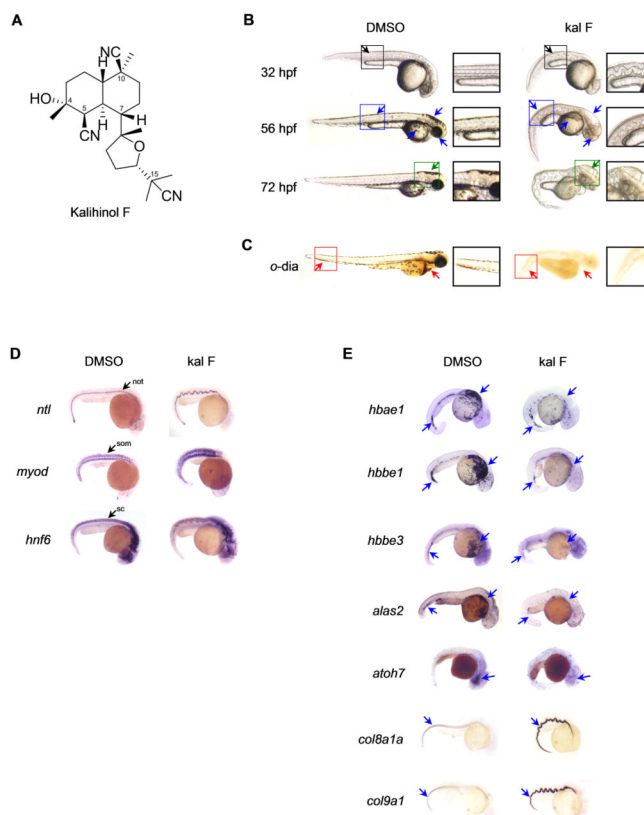 A
NC
H
10
HO
4
5
7
H
H
CN
O
15
CN
Kalihinol F
B
DMSO
kal F
32 hpf
56 hpf
72 hpf
C
o-dia
D
DMSO
kal F
ntl
not
myod
som
hnf6
sc
E
DMSO
kal F
hbae1
hbbe1
hbbe3
alas2
atoh7
col8a1a
col9a1